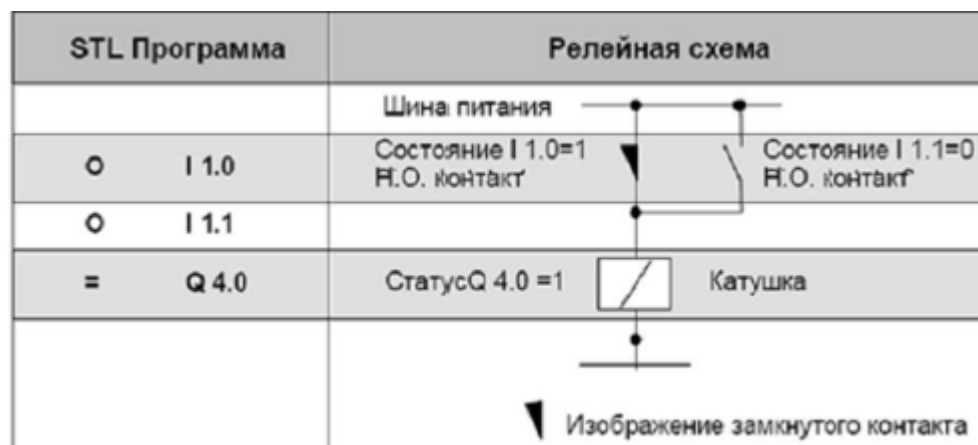 STL Программа Релейная схема
Шина питания
O I 1.0 Состояние I 1.0=1 Состояние I 1.1=0
Н.О. контакт Н.О. контакт
O I 1.1
= Q 4.0 СтатусQ 4.0 =1 Катушка
Изображение замкнутого контакта